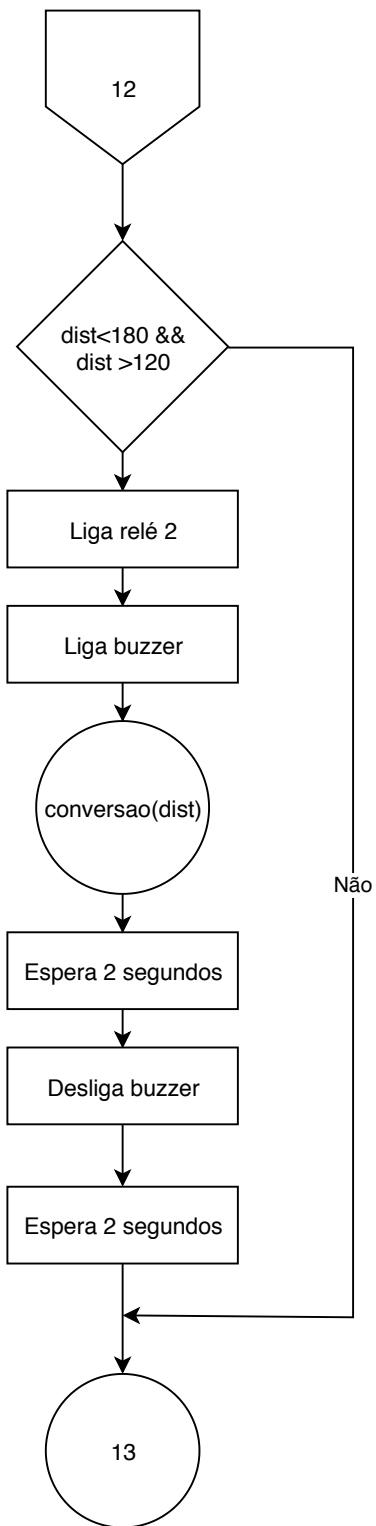 12
dist<180 &&
dist >120
Liga relé 2
Liga buzzer
conversao(dist)
Não
Espera 2 segundos
Desliga buzzer
Espera 2 segundos
13